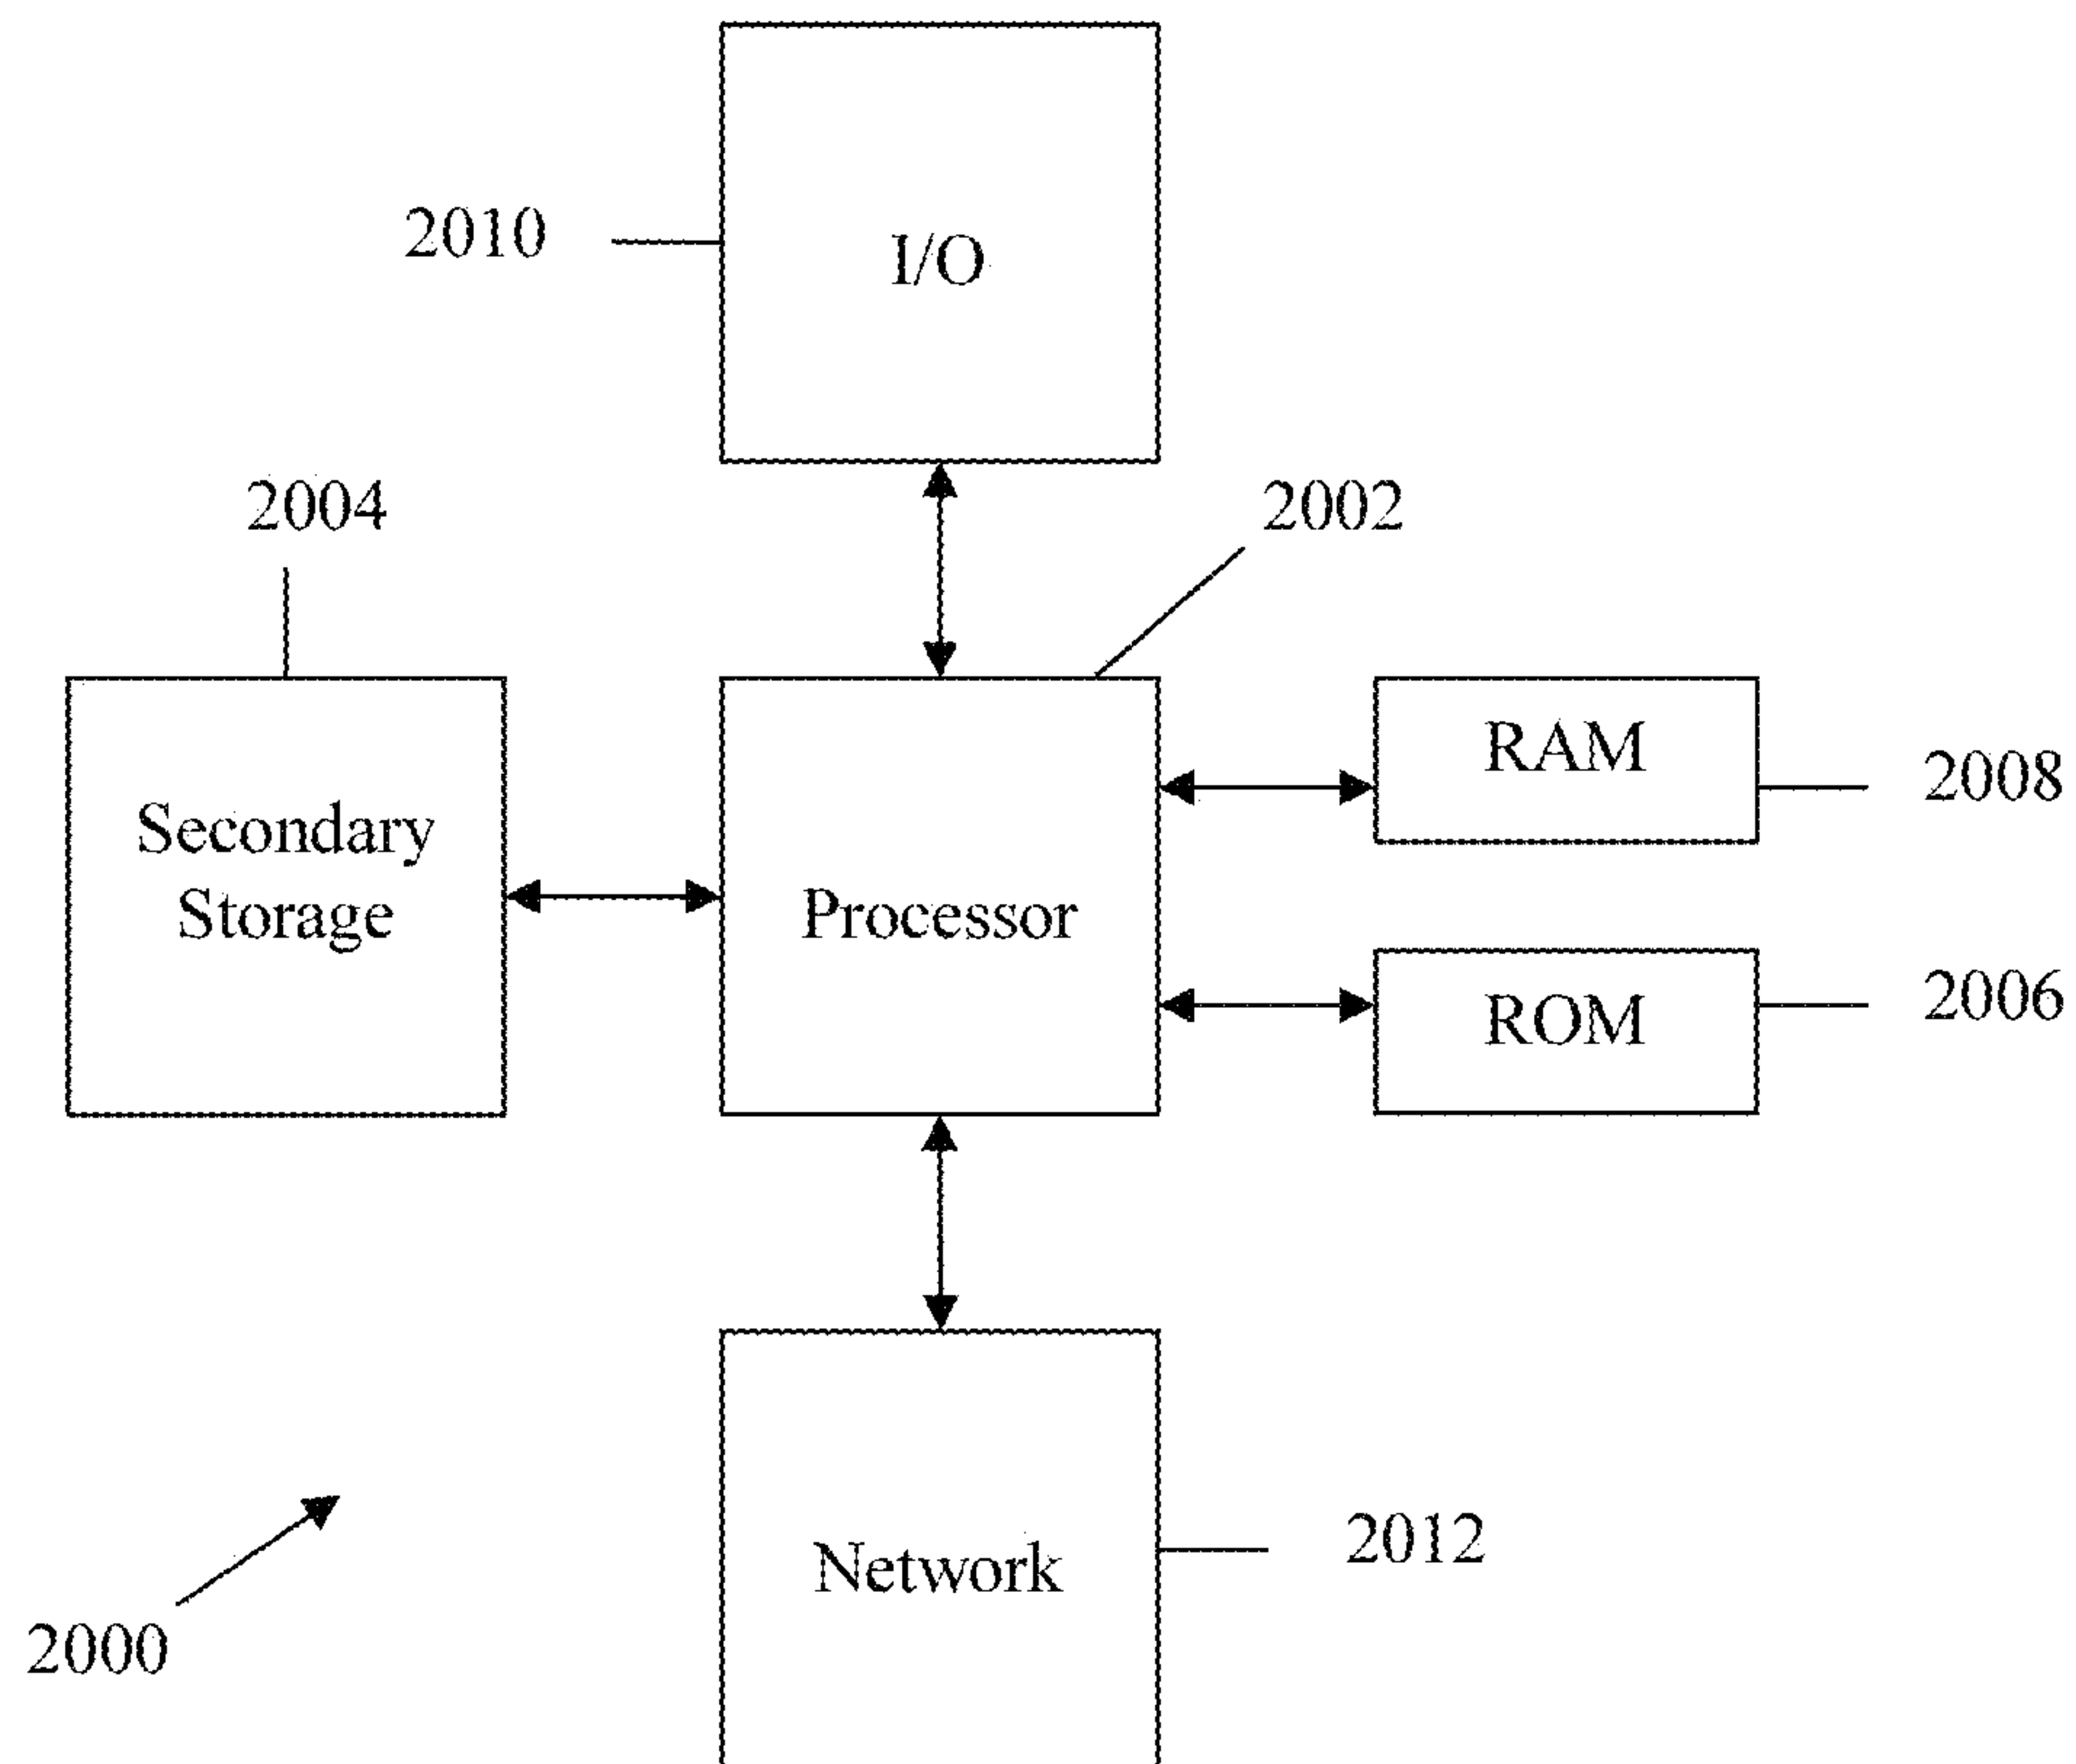 2010
I/O
2004
2002
RAM
2008
Secondary
Storage
Processor
ROM
2006
Network
2012
2000